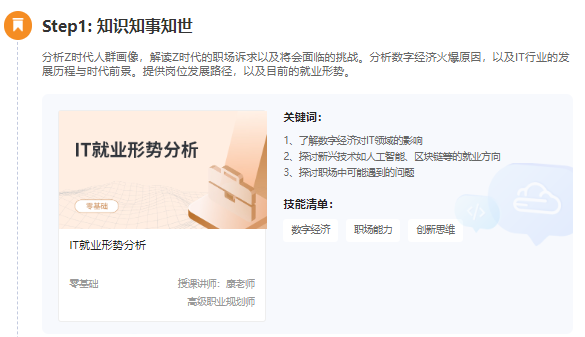 Step1: 知识知事知世
分析Z时代人群画像，解读Z时代的职场诉求以及将会面临的挑战。分析数字经济火爆原因，以及IT行业的发
展历程与时代前景。提供岗位发展路径，以及目前的就业形势。
IT就业形势分析
零基础
IT就业形势分析
零基础
授课讲师：康老师
高级职业规划师
关键词：
1、了解数字经济对IT领域的影响
2、探讨新兴技术如人工智能、区块链等的就业方向
3、探讨职场中可能遇到的问题
技能清单：
数字经济 职场能力 创新思维